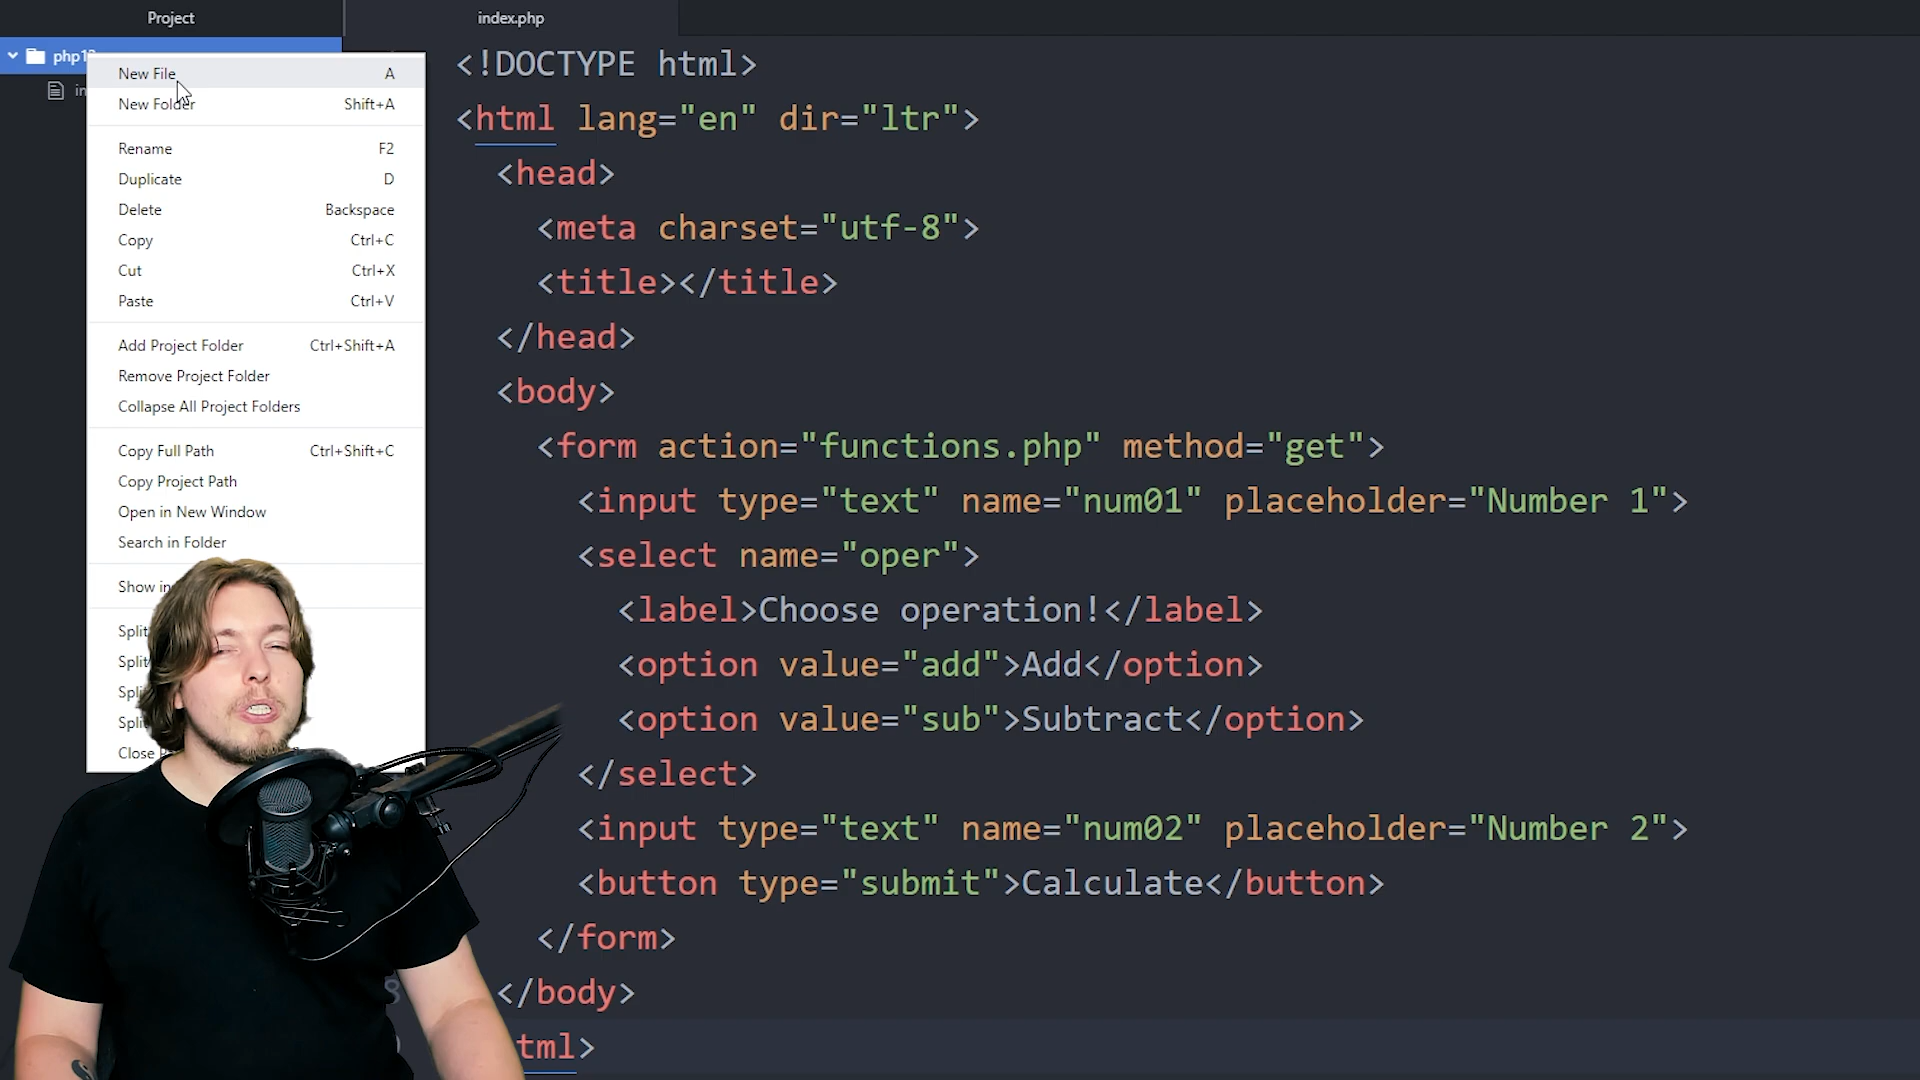 Project
index.php
New File A
New Folder Shift+A
Rename F2
Duplicate D
Delete Backspace
Copy Ctrl+C
Cut Ctrl+X
Paste Ctrl+V
Add Project Folder Ctrl+Shift+A
Remove Project Folder
Collapse All Project Folders
Copy Full Path Ctrl+Shift+C
Copy Project Path
Open in New Window
Search in Folder
Show
Split
Split
Close
<!DOCTYPE html>
<html lang="en" dir="ltr">
<head>
<meta charset="utf-8">
<title></title>
</head>
<body>
<form action="functions.php" method="get">
<input type="text" name="num01" placeholder="Number 1">
<select name="oper">
<label>Choose operation!</label>
<option value="add">Add</option>
<option value="sub">Subtract</option>
</select>
<input type="text" name="num02" placeholder="Number 2">
<button type="submit">Calculate</button>
</form>
</body>
tml>